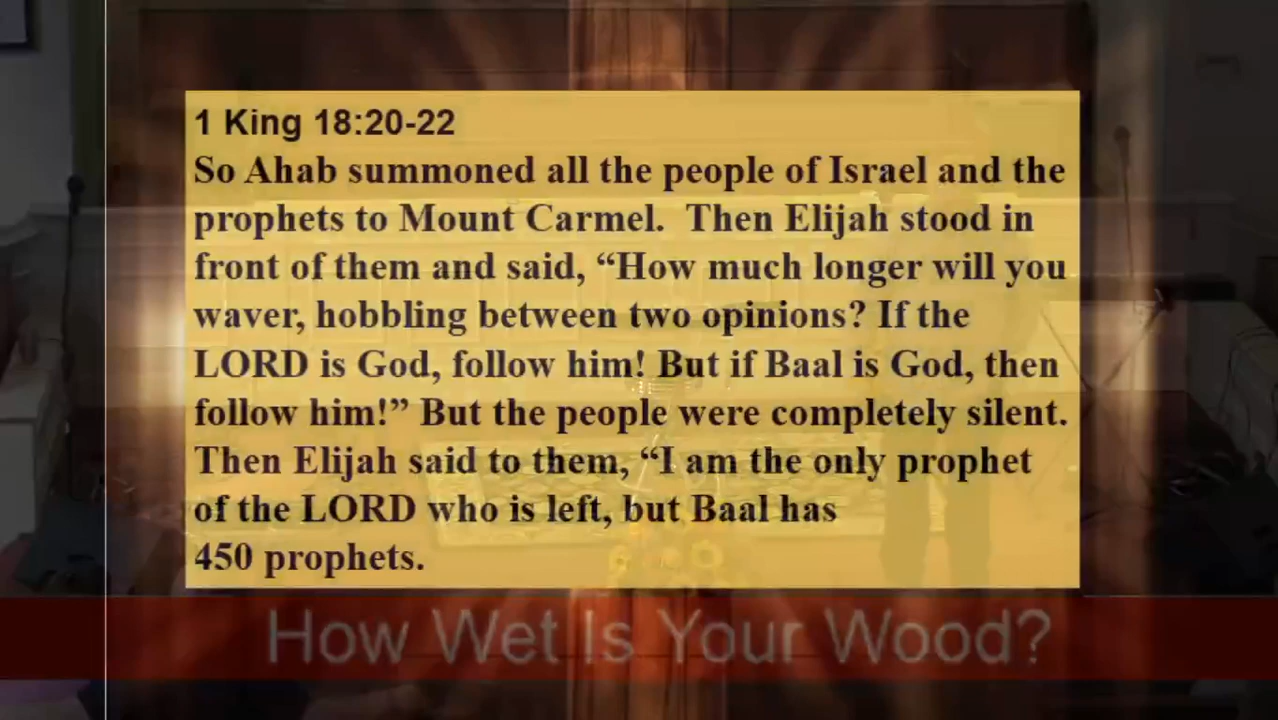 1 King 18:20-22
So Ahab summoned all the people of Israel and the
prophets to Mount Carmel.  Then Elijah stood in
front of them and said, “How much longer will you
waver, hobbling between two opinions? If the
LORD is God, follow him! But if Baal is God, then
follow him!” But the people were completely silent.
Then Elijah said to them, “I am the only prophet
of the LORD who is left, but Baal has
450 prophets.
How Wet Is Your Wood?